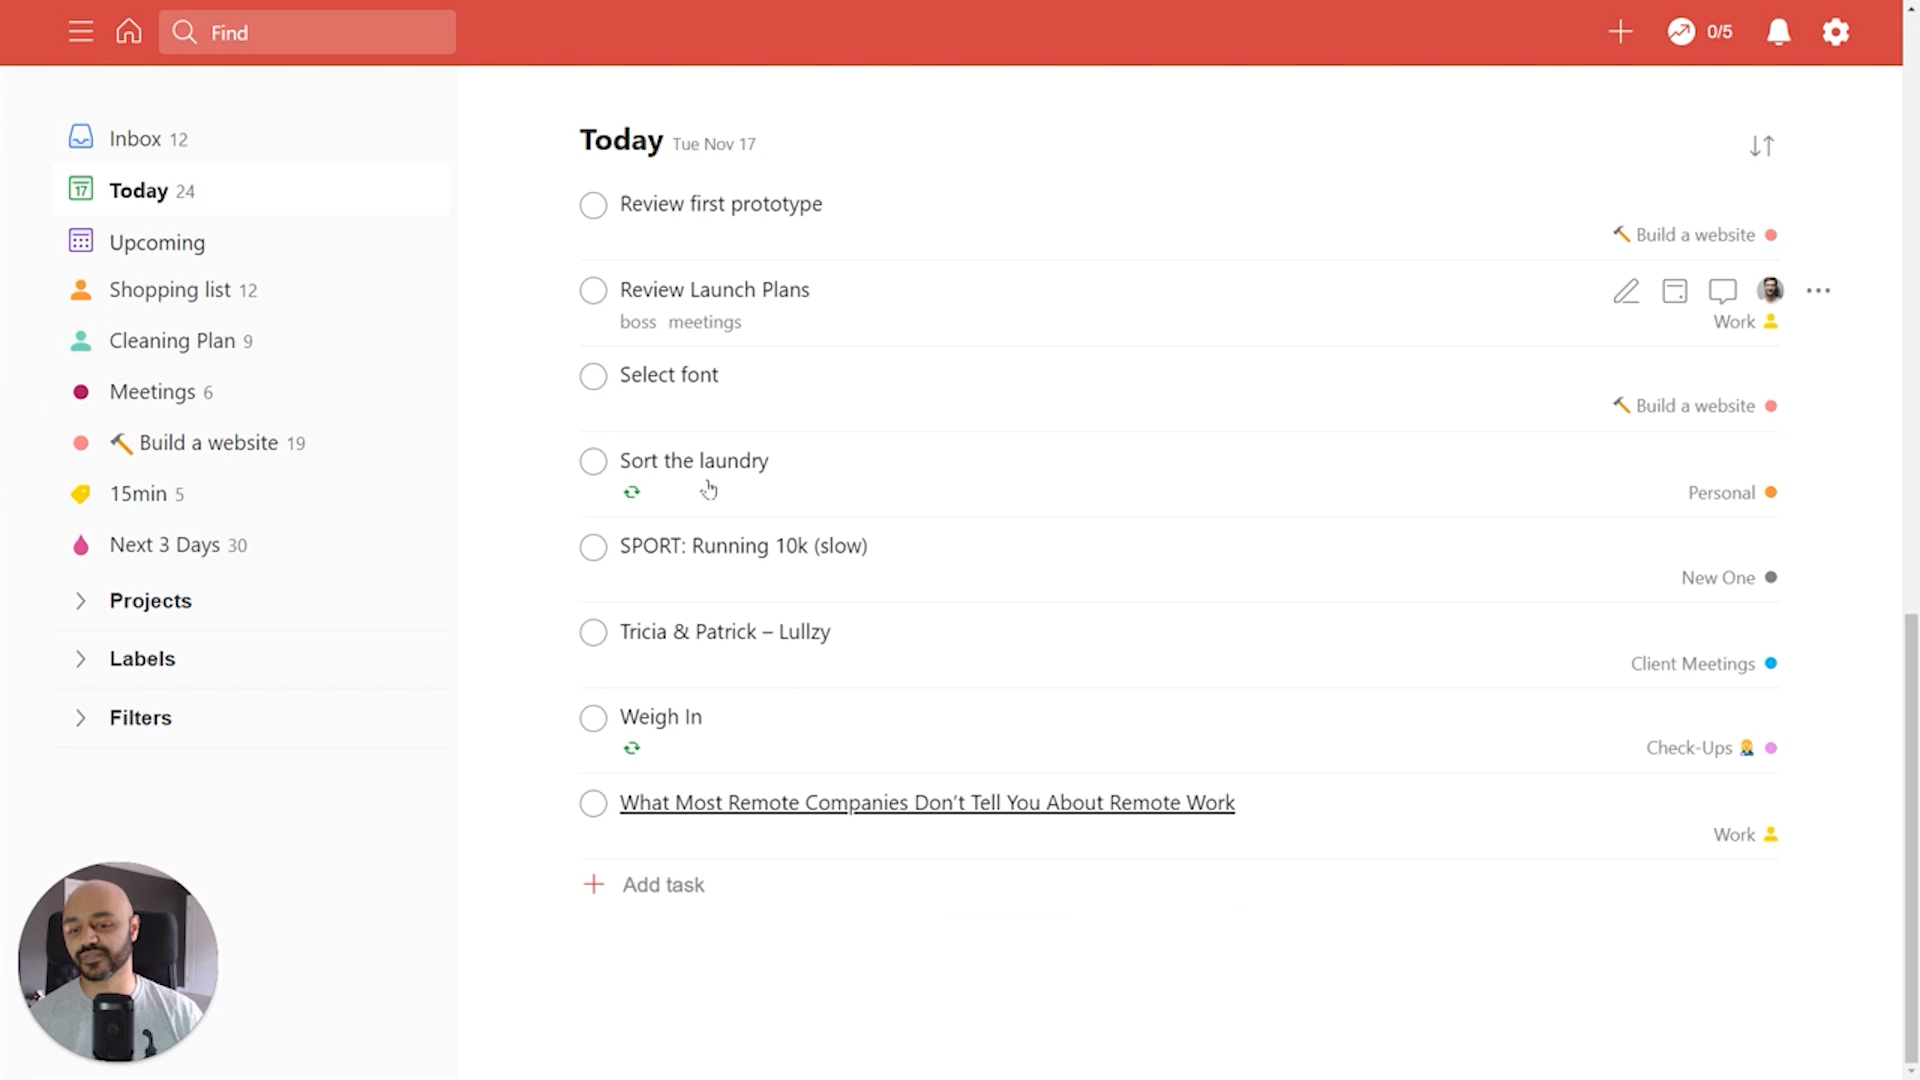 Find
0/5
Inbox 12
17 Today 24
Upcoming
Shopping list 12
Cleaning Plan 9
Meetings 6
🔨 Build a website 19
15min 5
Next 3 Days 30
Projects
Labels
Filters
Today Tue Nov 17
Review first prototype
🔨 Build a website
Review Launch Plans
boss meetings
Work
Select font
🔨 Build a website
Sort the laundry
Personal
SPORT: Running 10k (slow)
New One
Tricia & Patrick – Lullzy
Client Meetings
Weigh In
Check-Ups
What Most Remote Companies Don’t Tell You About Remote Work
Work
Add task